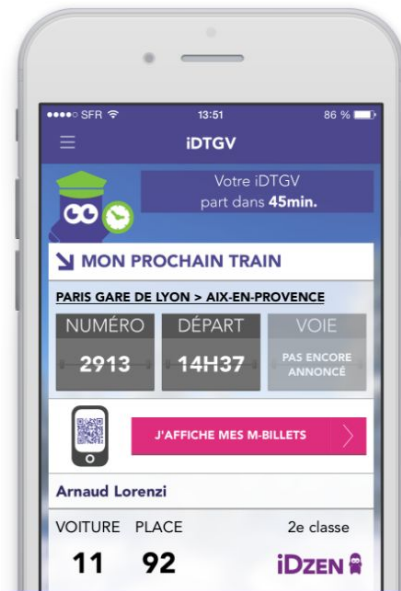 SFR 13:51 86 %
iDTGV
Votre iDTGV
part dans 45min.
MON PROCHAIN TRAIN
PARIS GARE DE LYON > AIX-EN-PROVENCE
NUMÉRO DÉPART VOIE
2913 14H37 PAS ENCORE
ANNONCÉ
J'AFFICHE MES M-BILLETS
Arnaud Lorenzi
VOITURE PLACE 2e classe
11 92 iDZEN